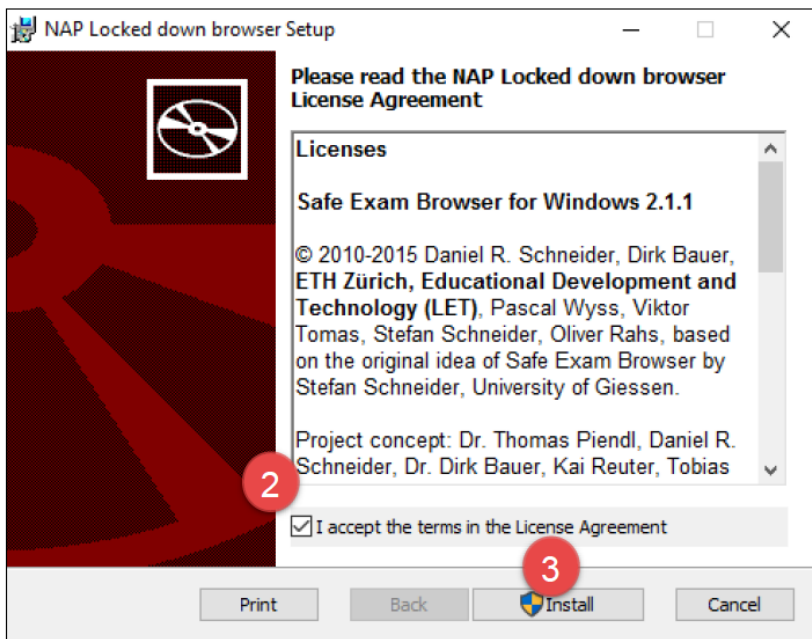 NAP Locked down browser Setup
Please read the NAP Locked down browser
License Agreement
Licenses
Safe Exam Browser for Windows 2.1.1
© 2010-2015 Daniel R. Schneider, Dirk Bauer,
ETH Zürich, Educational Development and
Technology (LET), Pascal Wyss, Viktor
Tomas, Stefan Schneider, Oliver Rahs, based
on the original idea of Safe Exam Browser by
Stefan Schneider, University of Giessen.
Project concept: Dr. Thomas Piendl, Daniel R.
Schneider, Dr. Dirk Bauer, Kai Reuter, Tobias
2
I accept the terms in the License Agreement
3
Print Back Install Cancel